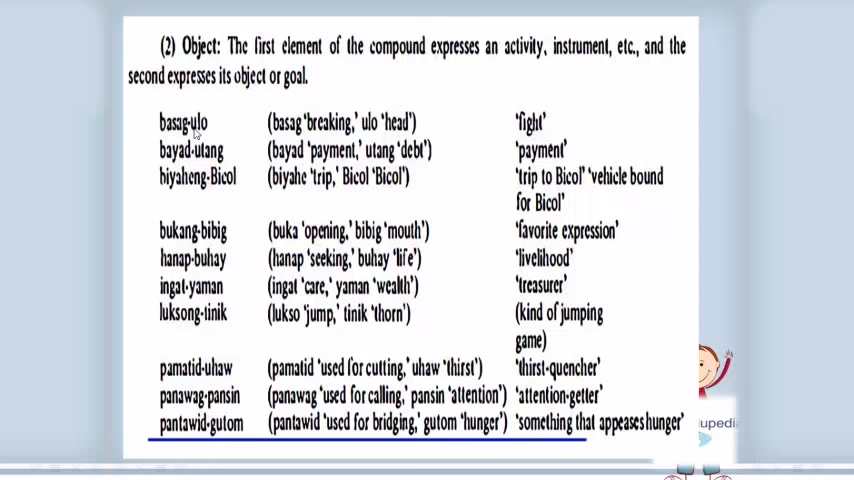 (2) Object: The first element of the compound expresses an activity, instrument, etc., and the
second expresses its object or goal.
basag-ulo (basag 'breaking,' ulo 'head') 'fight'
bayad-utang (bayad 'payment,' utang 'debt') 'payment'
biyaheng-Bicol (biyahe 'trip,' Bicol 'Bicol') 'trip to Bicol' 'vehicle bound
for Bicol'
bukang-bibig (buka 'opening,' bibig 'mouth') 'favorite expression'
hanap-buhay (hanap 'seeking,' buhay 'life') 'livelihood'
ingat-yaman (ingat 'care,' yaman 'wealth') 'treasurer'
luksong-tinik (lukso 'jump,' tinik 'thorn') (kind of jumping
game)
pamatid-uhaw (pamatid 'used for cutting,' uhaw 'thirst') 'thirst-quencher'
panawag-pansin (panawag 'used for calling,' pansin 'attention') 'attention-getter'
pantawid-gutom (pantawid 'used for bridging,' gutom 'hunger') 'something that appeases hunger'